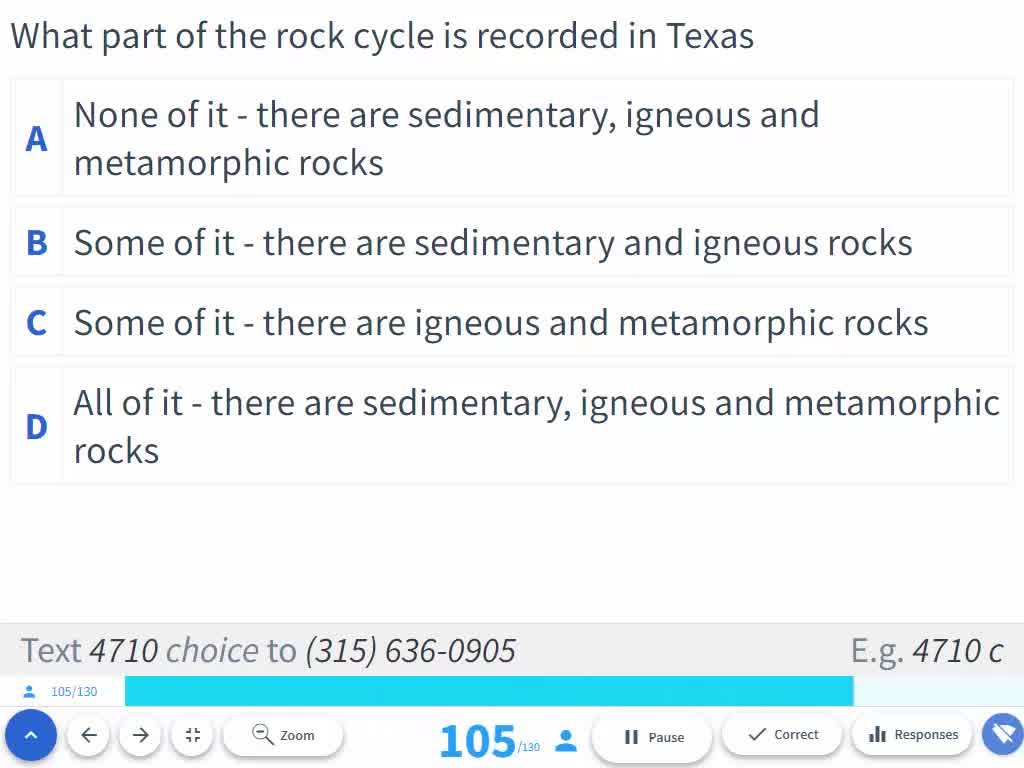 What part of the rock cycle is recorded in Texas
A
None of it - there are sedimentary, igneous and
metamorphic rocks
B
Some of it - there are sedimentary and igneous rocks
C
Some of it - there are igneous and metamorphic rocks
D
All of it - there are sedimentary, igneous and metamorphic
rocks
Text 4710 choice to (315) 636-0905
E.g. 4710 c
105/130
Zoom
105/130
Pause
Correct
Responses